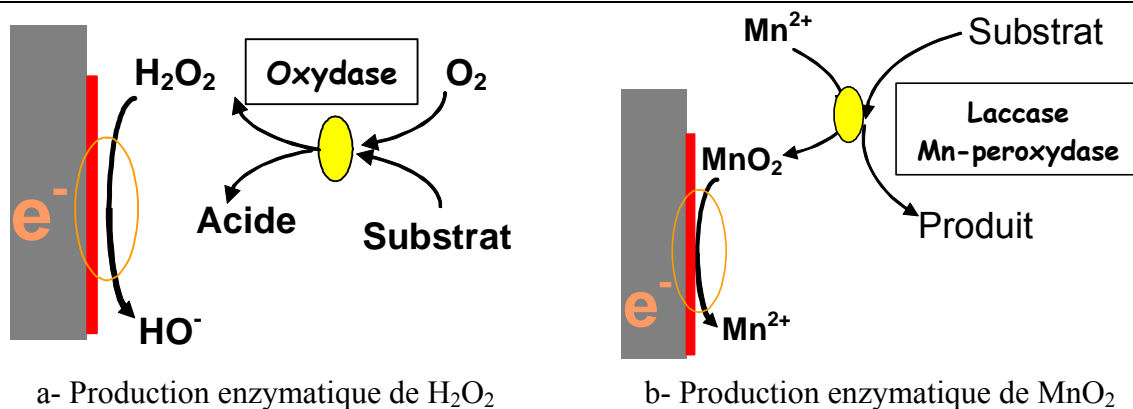 H₂O₂
Oxydase
O₂
e⁻
Acide
Substrat
HO⁻
a- Production enzymatique de H₂O₂
Mn²⁺
Substrat
Laccase
Mn-peroxydase
MnO₂
Produit
e⁻
Mn²⁺
b- Production enzymatique de MnO₂